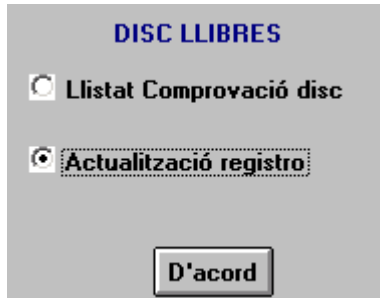 DISC LLIBRES
Llistat Comprovació disc
Actualització registro
D'acord